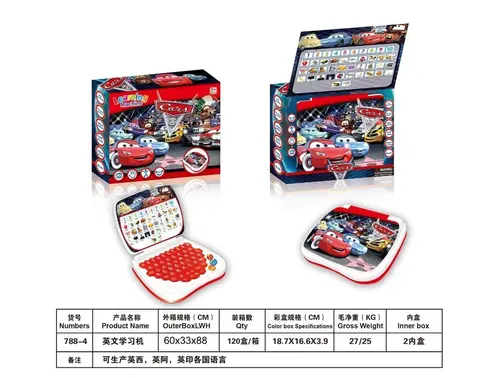 Learning
Machine
Cars
Cars
Cars
货号 产品名称 外箱规格（CM） 装箱数 彩盒规格（CM） 毛净重（KG） 内盒
Numbers Product Name OuterBoxLWH Qty Color box Specifications Gross Weight Inner box
788-4 英文学习机 60x33x88 120盒/箱 18.7X16.6X3.9 27/25 2内盒
备注 可生产英西，英阿，英印各国语言